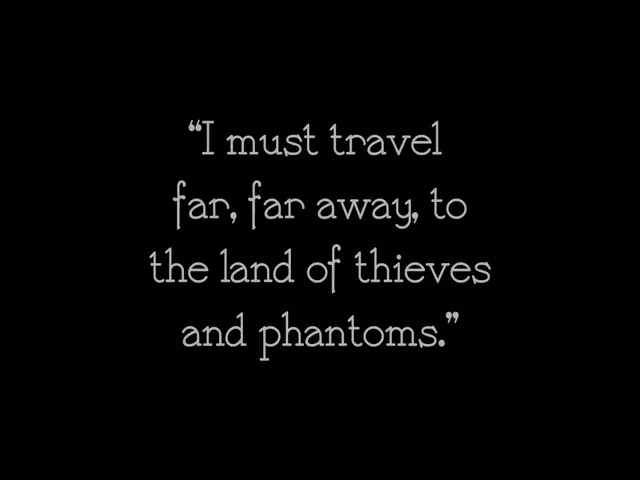 “I must travel
far, far away, to
the land of thieves
and phantoms.”